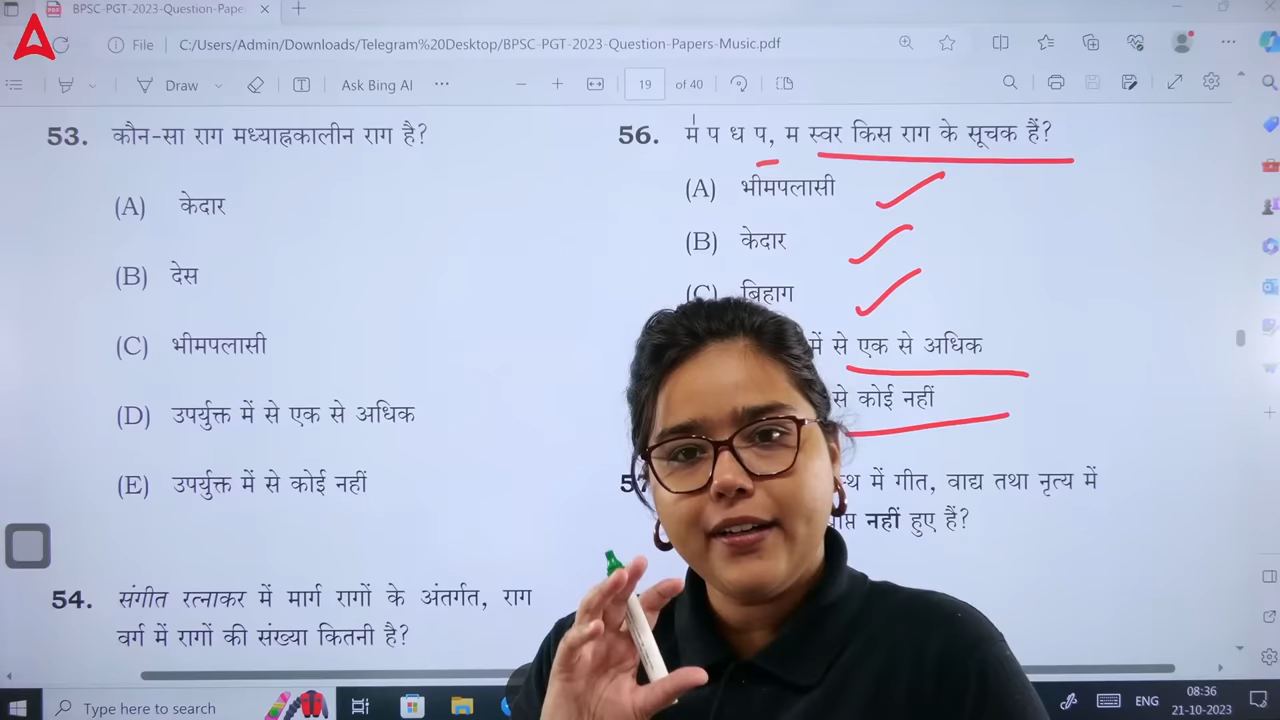 BPSC-PGT-2023-Question-Pape
File C:/Users/Admin/Downloads/Telegram%20Desktop/BPSC-PGT-2023-Question-Papers-Music.pdf
Draw Ask Bing AI 19 of 40
53. कौन-सा राग मध्याह्नकालीन राग है?
(A) केदार
(B) देस
(C) भीमपलासी
(D) उपर्युक्त में से एक से अधिक
(E) उपर्युक्त में से कोई नहीं
54. संगीत रत्नाकर में मार्ग रागों के अंतर्गत, राग
वर्ग में रागों की संख्या कितनी है?
56. म॑ प ध प, म स्वर किस राग के सूचक हैं?
(A) भीमपलासी
(B) केदार
(C) बिहाग
में से एक से अधिक
से कोई नहीं
में गीत, वाद्य तथा नृत्य में
नहीं हुए हैं?
Type here to search
ENG
08:36
21-10-2023